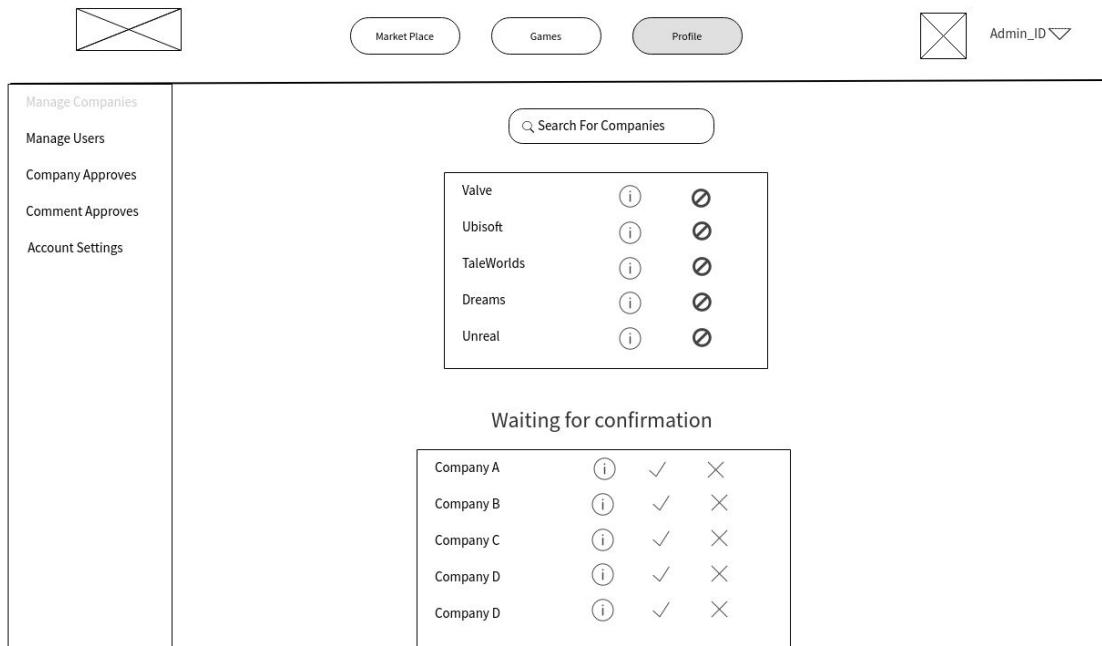 Market Place
Games
Profile
Admin_ID
Manage Companies
Manage Users
Company Approves
Comment Approves
Account Settings
Search For Companies
Valve
Ubisoft
TaleWorlds
Dreams
Unreal
Waiting for confirmation
Company A
Company B
Company C
Company D
Company D